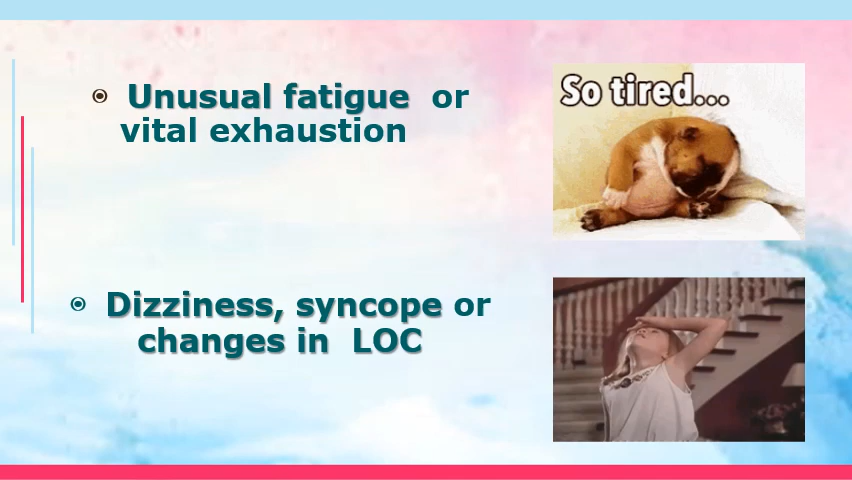 Unusual fatigue or
vital exhaustion
So tired...
Dizziness, syncope or
changes in LOC